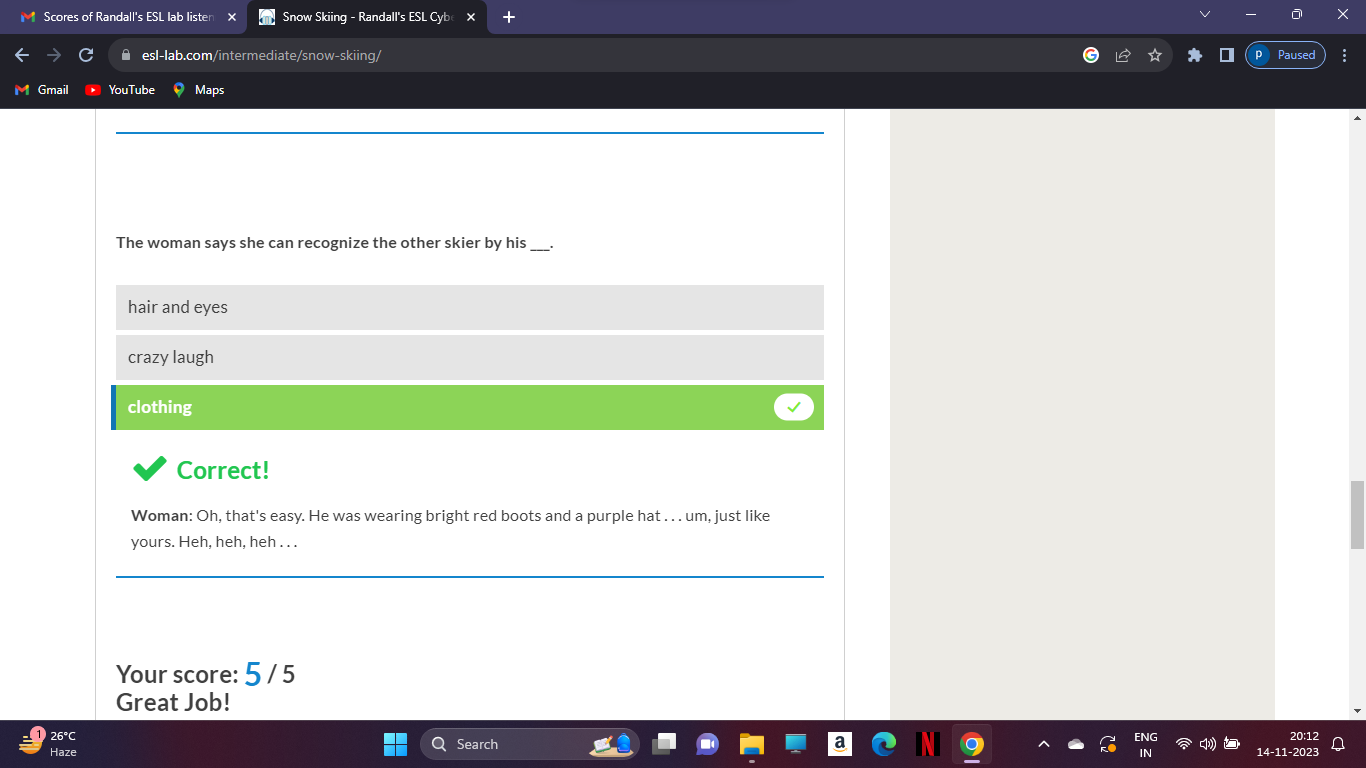 Scores of Randall's ESL lab listen
Snow Skiing - Randall's ESL Cybe
esl-lab.com/intermediate/snow-skiing/
p Paused
Gmail YouTube Maps
The woman says she can recognize the other skier by his ___.
hair and eyes
crazy laugh
clothing
Correct!
Woman: Oh, that's easy. He was wearing bright red boots and a purple hat . . . um, just like
yours. Heh, heh, heh . . .
Your score: 5 / 5
Great Job!
1
26°C
Haze
Search
a
N
ENG
IN
20:12
14-11-2023